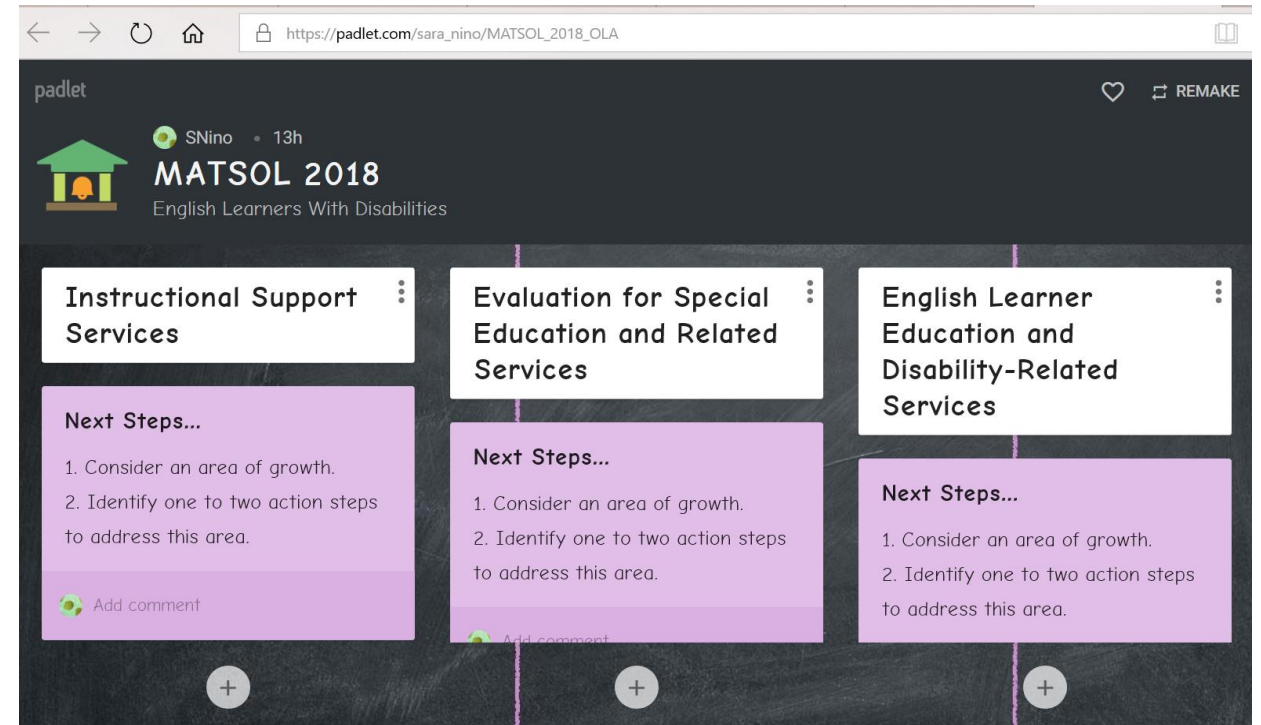 https://padlet.com/sara_nino/MATSOL_2018_OLA
padlet
REMAKE
SNino • 13h
MATSOL 2018
English Learners With Disabilities
Instructional Support
Services
Next Steps...
1. Consider an area of growth.
2. Identify one to two action steps
to address this area.
Add comment
Evaluation for Special
Education and Related
Services
Next Steps...
1. Consider an area of growth.
2. Identify one to two action steps
to address this area.
Add comment
English Learner
Education and
Disability-Related
Services
Next Steps...
1. Consider an area of growth.
2. Identify one to two action steps
to address this area.